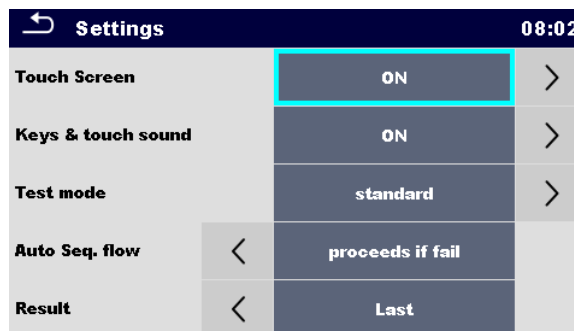 Settings 08:02
Touch Screen ON
Keys & touch sound ON
Test mode standard
Auto Seq. flow proceeds if fail
Result Last